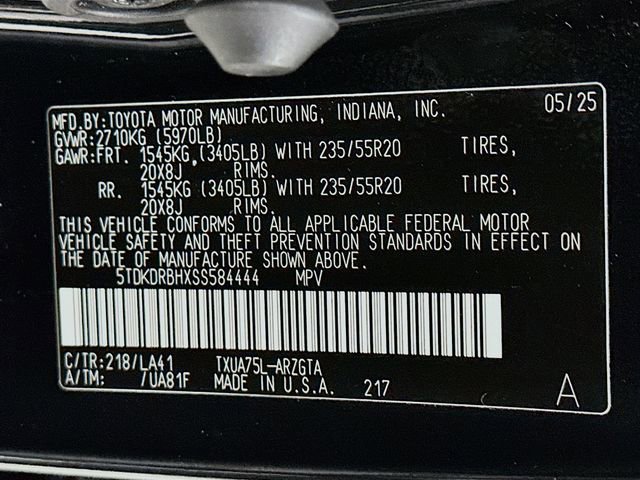 MFD.BY:TOYOTA MOTOR MANUFACTURING, INDIANA, INC. 05/25
GVWR:2710KG (5970LB)
GAWR:FRT. 1545KG,(3405LB) WITH 235/55R20 TIRES,
20X8J RIMS.
RR. 1545KG (3405LB) WITH 235/55R20 TIRES,
20X8J RIMS.
THIS VEHICLE CONFORMS TO ALL APPLICABLE FEDERAL MOTOR
VEHICLE SAFETY AND THEFT PREVENTION STANDARDS IN EFFECT ON
THE DATE OF MANUFACTURE SHOWN ABOVE.
5TDKDRBHXSS584444 MPV
C/TR:218/LA41 TXUA75L-ARZGTA
A/TM: /UA81F MADE IN U.S.A. 217 A